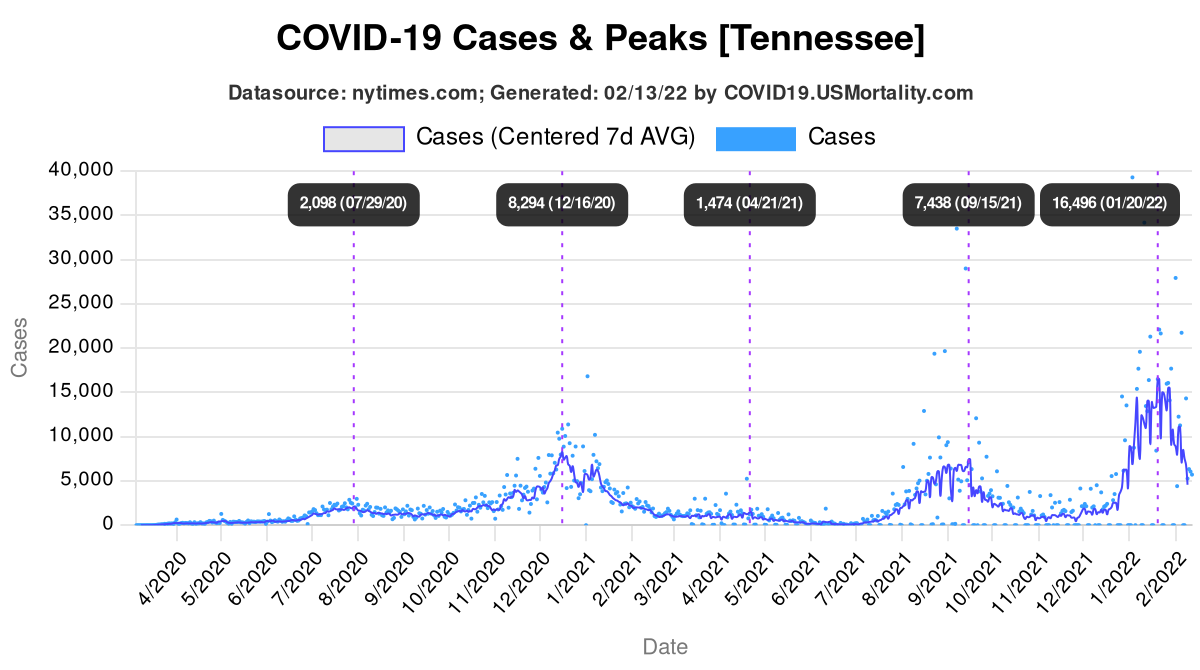 COVID-19 Cases & Peaks [Tennessee]
Datasource: nytimes.com; Generated: 02/13/22 by COVID19.USMortality.com
Cases (Centered 7d AVG) Cases
40,000
35,000
30,000
25,000
20,000
15,000
10,000
5,000
0
Cases
2,098 (07/29/20) 8,294 (12/16/20) 1,474 (04/21/21) 7,438 (09/15/21) 16,496 (01/20/22)
4/2020 5/2020 6/2020 7/2020 8/2020 9/2020 10/2020 11/2020 12/2020 1/2021 2/2021 3/2021 4/2021 5/2021 6/2021 7/2021 8/2021 9/2021 10/2021 11/2021 12/2021 1/2022 2/2022
Date